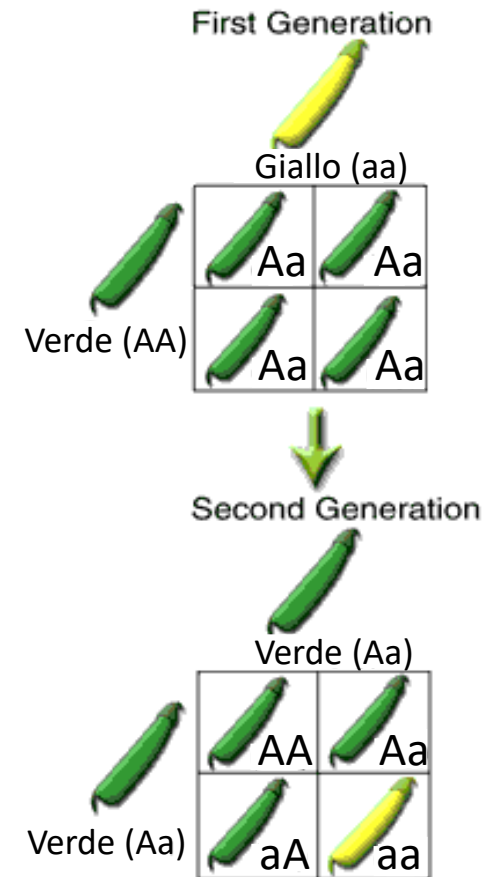 First Generation
Giallo (aa)
Aa Aa
Verde (AA)
Aa Aa
Second Generation
Verde (Aa)
AA Aa
Verde (Aa)
aA aa